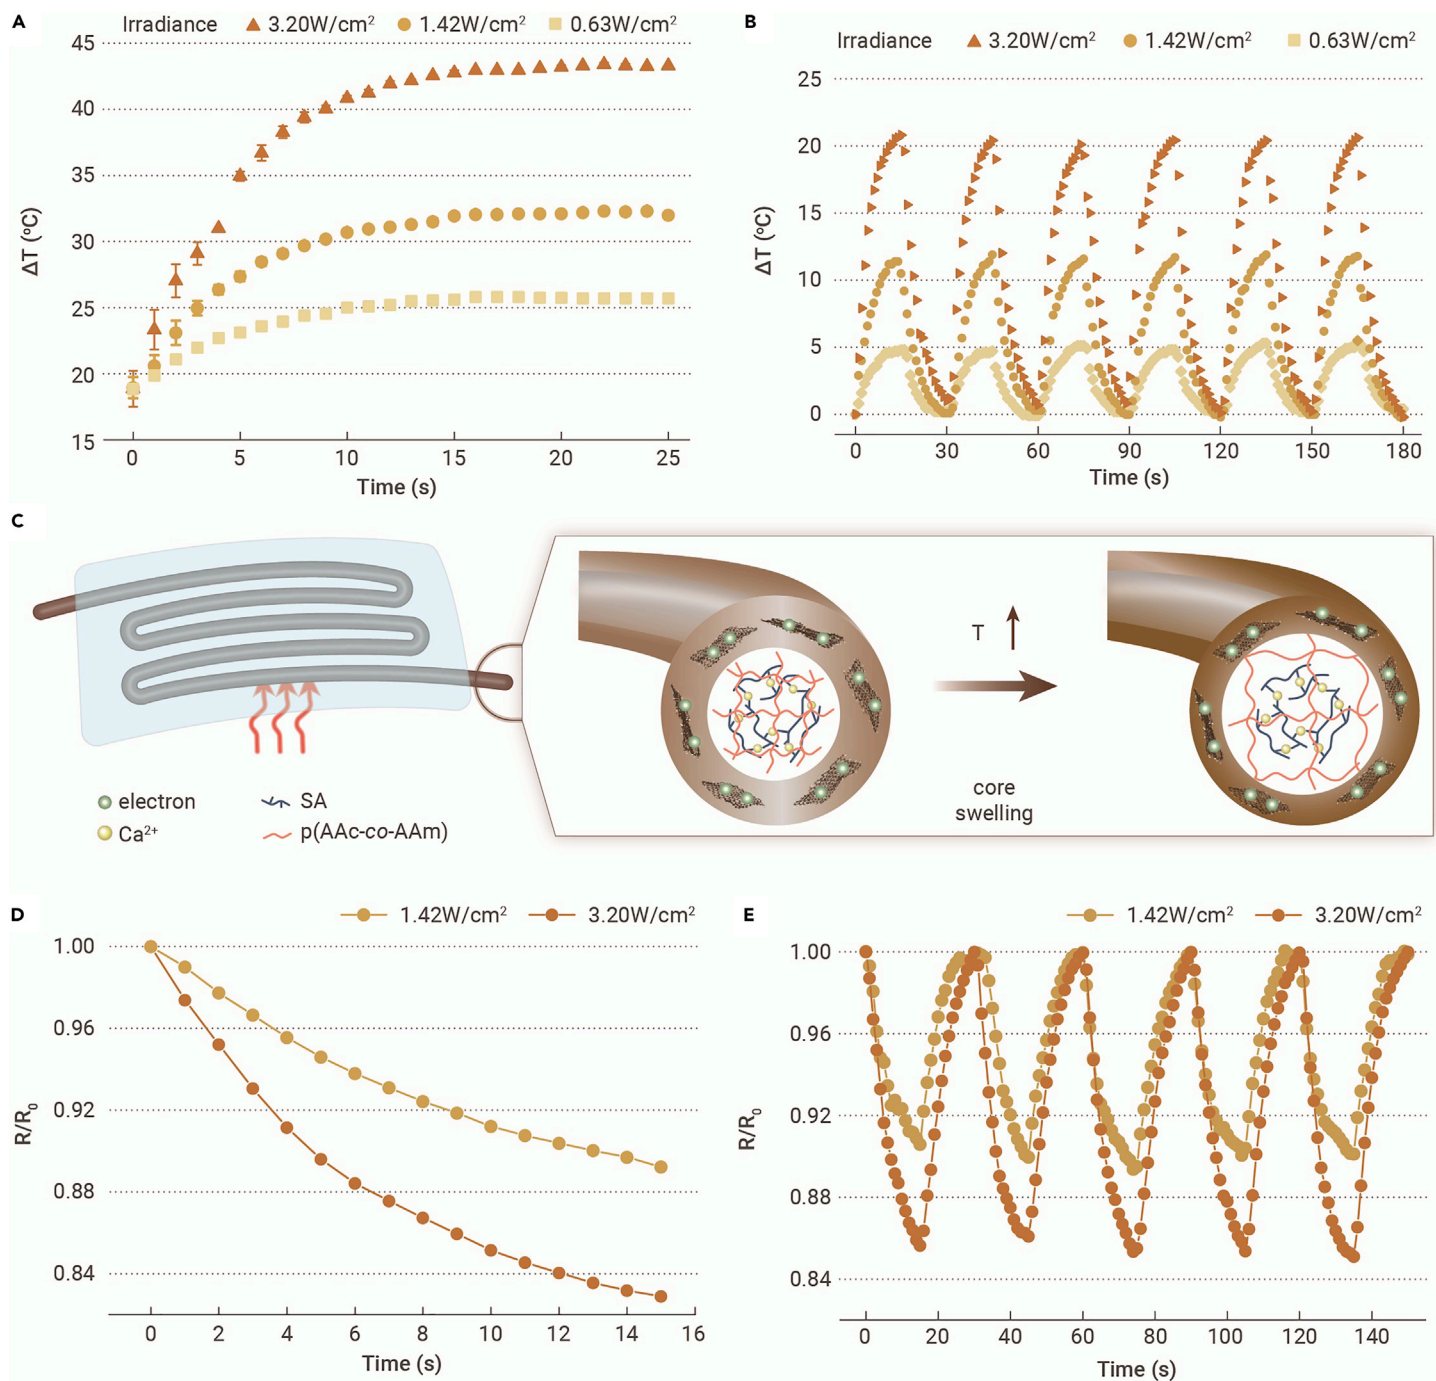 A
Irradiance 3.20W/cm² 1.42W/cm² 0.63W/cm²
45
40
35
30
25
20
15
ΔT (ºC)
0 5 10 15 20 25
Time (s)
B
Irradiance 3.20W/cm² 1.42W/cm² 0.63W/cm²
25
20
15
10
5
0
ΔT (ºC)
0 30 60 90 120 150 180
Time (s)
C
electron SA
Ca²⁺ p(AAc-co-AAm)
T
core
swelling
D
1.42W/cm² 3.20W/cm²
1.00
0.96
0.92
0.88
0.84
R/R₀
0 2 4 6 8 10 12 14 16
Time (s)
E
1.42W/cm² 3.20W/cm²
1.00
0.96
0.92
0.88
0.84
R/R₀
0 20 40 60 80 100 120 140
Time (s)